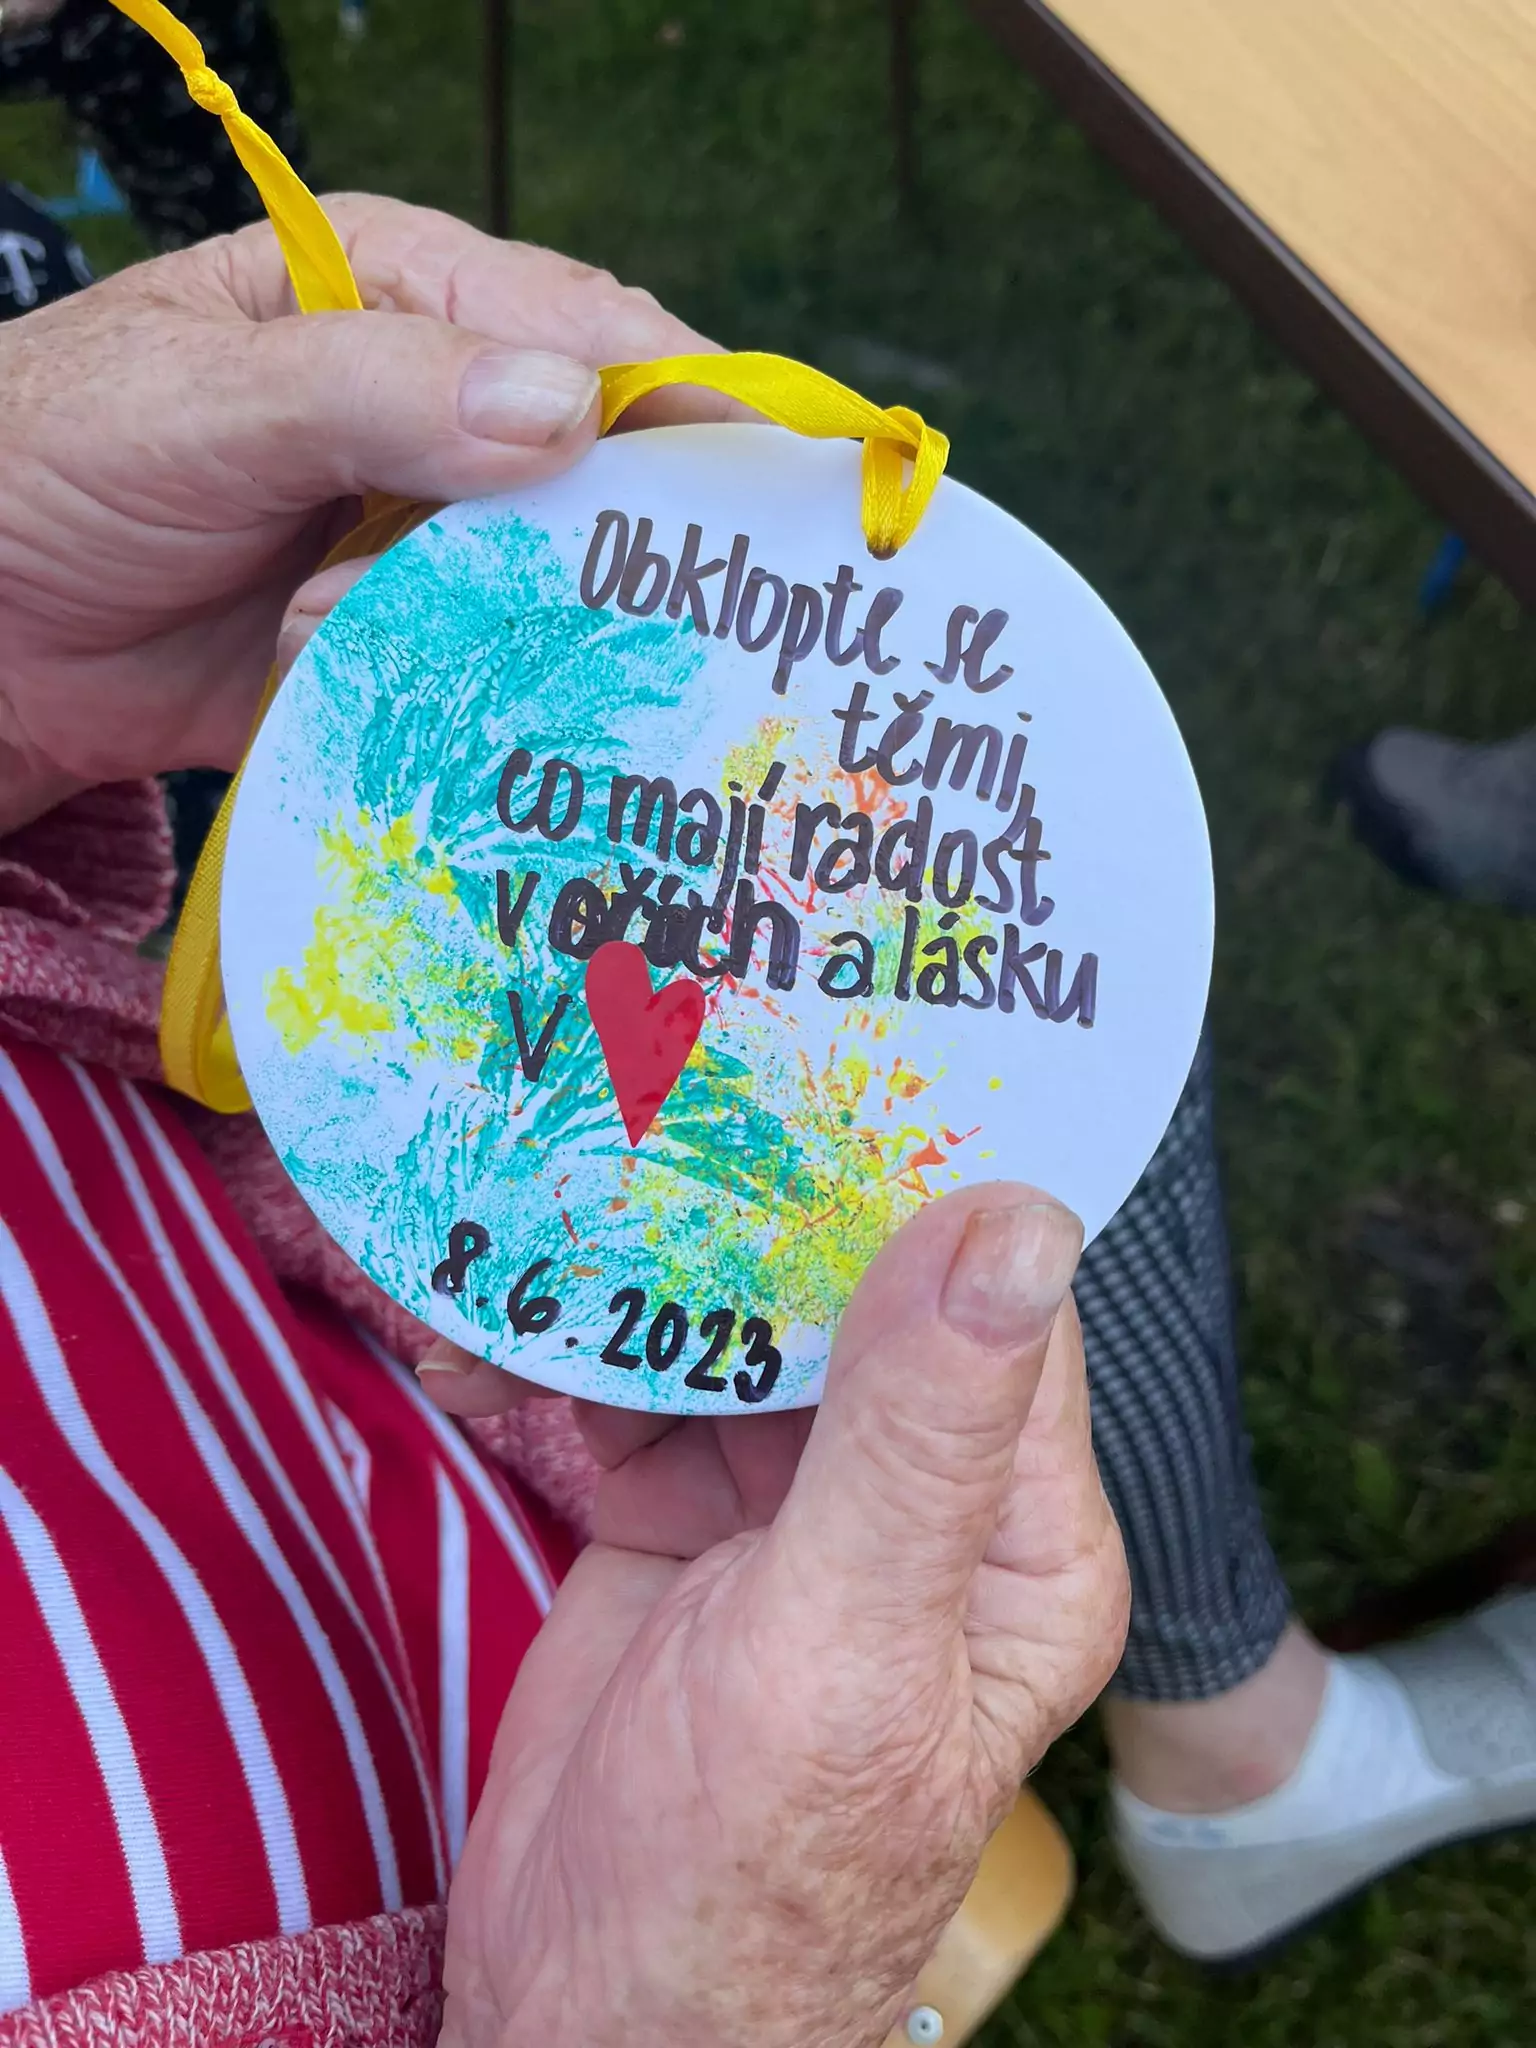 Obklopte se
těmi,
co mají radost
v očích a lásku
v
8.6.2023